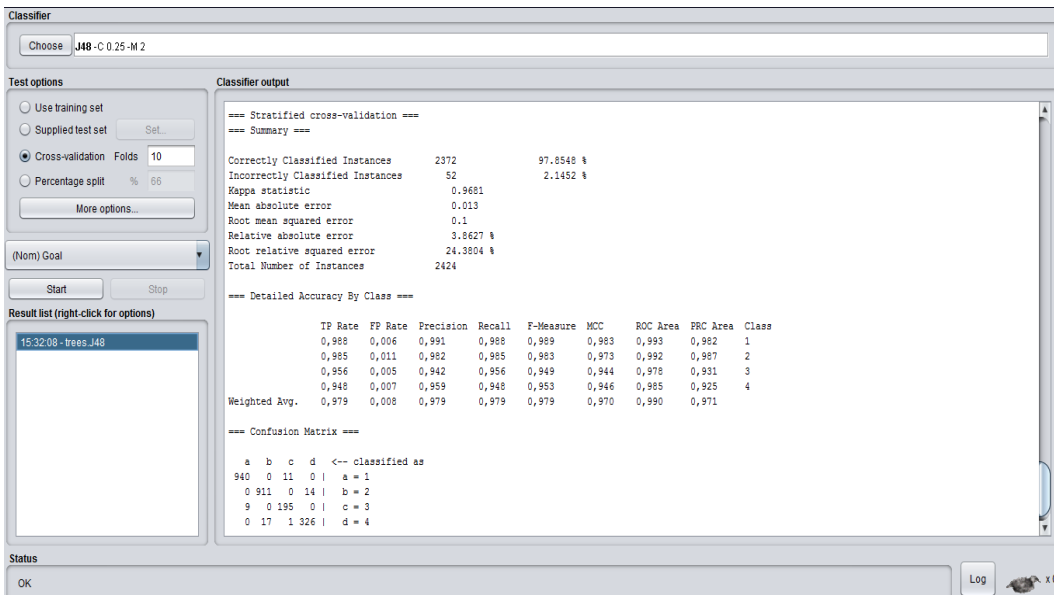 Classifier
Choose J48 -C 0.25 -M 2
Test options
Use training set
Supplied test set Set...
Cross-validation Folds 10
Percentage split % 66
More options...
(Nom) Goal
Start Stop
Result list (right-click for options)
15:32:08 - trees.J48
Classifier output
=== Stratified cross-validation ===
=== Summary ===
Correctly Classified Instances 2372 97.8548 %
Incorrectly Classified Instances 52 2.1452 %
Kappa statistic 0.9681
Mean absolute error 0.013
Root mean squared error 0.1
Relative absolute error 3.8627 %
Root relative squared error 24.3804 %
Total Number of Instances 2424
=== Detailed Accuracy By Class ===
TP Rate FP Rate Precision Recall F-Measure MCC ROC Area PRC Area Class
0,988 0,006 0,991 0,988 0,989 0,983 0,993 0,982 1
0,985 0,011 0,982 0,985 0,983 0,973 0,992 0,987 2
0,956 0,005 0,942 0,956 0,949 0,944 0,978 0,931 3
0,948 0,007 0,959 0,948 0,953 0,946 0,985 0,925 4
Weighted Avg. 0,979 0,008 0,979 0,979 0,979 0,970 0,990 0,971
=== Confusion Matrix ===
a b c d <-- classified as
940 0 11 0 | a = 1
0 911 0 14 | b = 2
9 0 195 0 | c = 3
0 17 1 326 | d = 4
Status
OK
Log